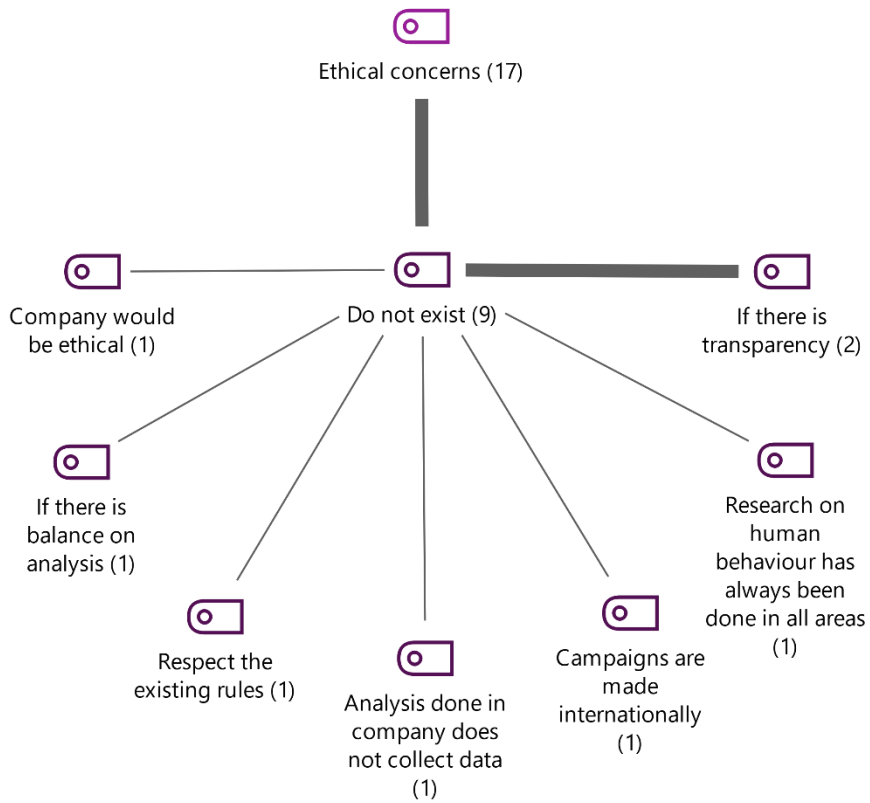 Ethical concerns (17)
Company would
be ethical (1)
Do not exist (9)
If there is
transparency (2)
If there is
balance on
analysis (1)
Respect the
existing rules (1)
Analysis done in
company does
not collect data
(1)
Campaigns are
made
internationally
(1)
Research on
human
behaviour has
always been
done in all areas
(1)